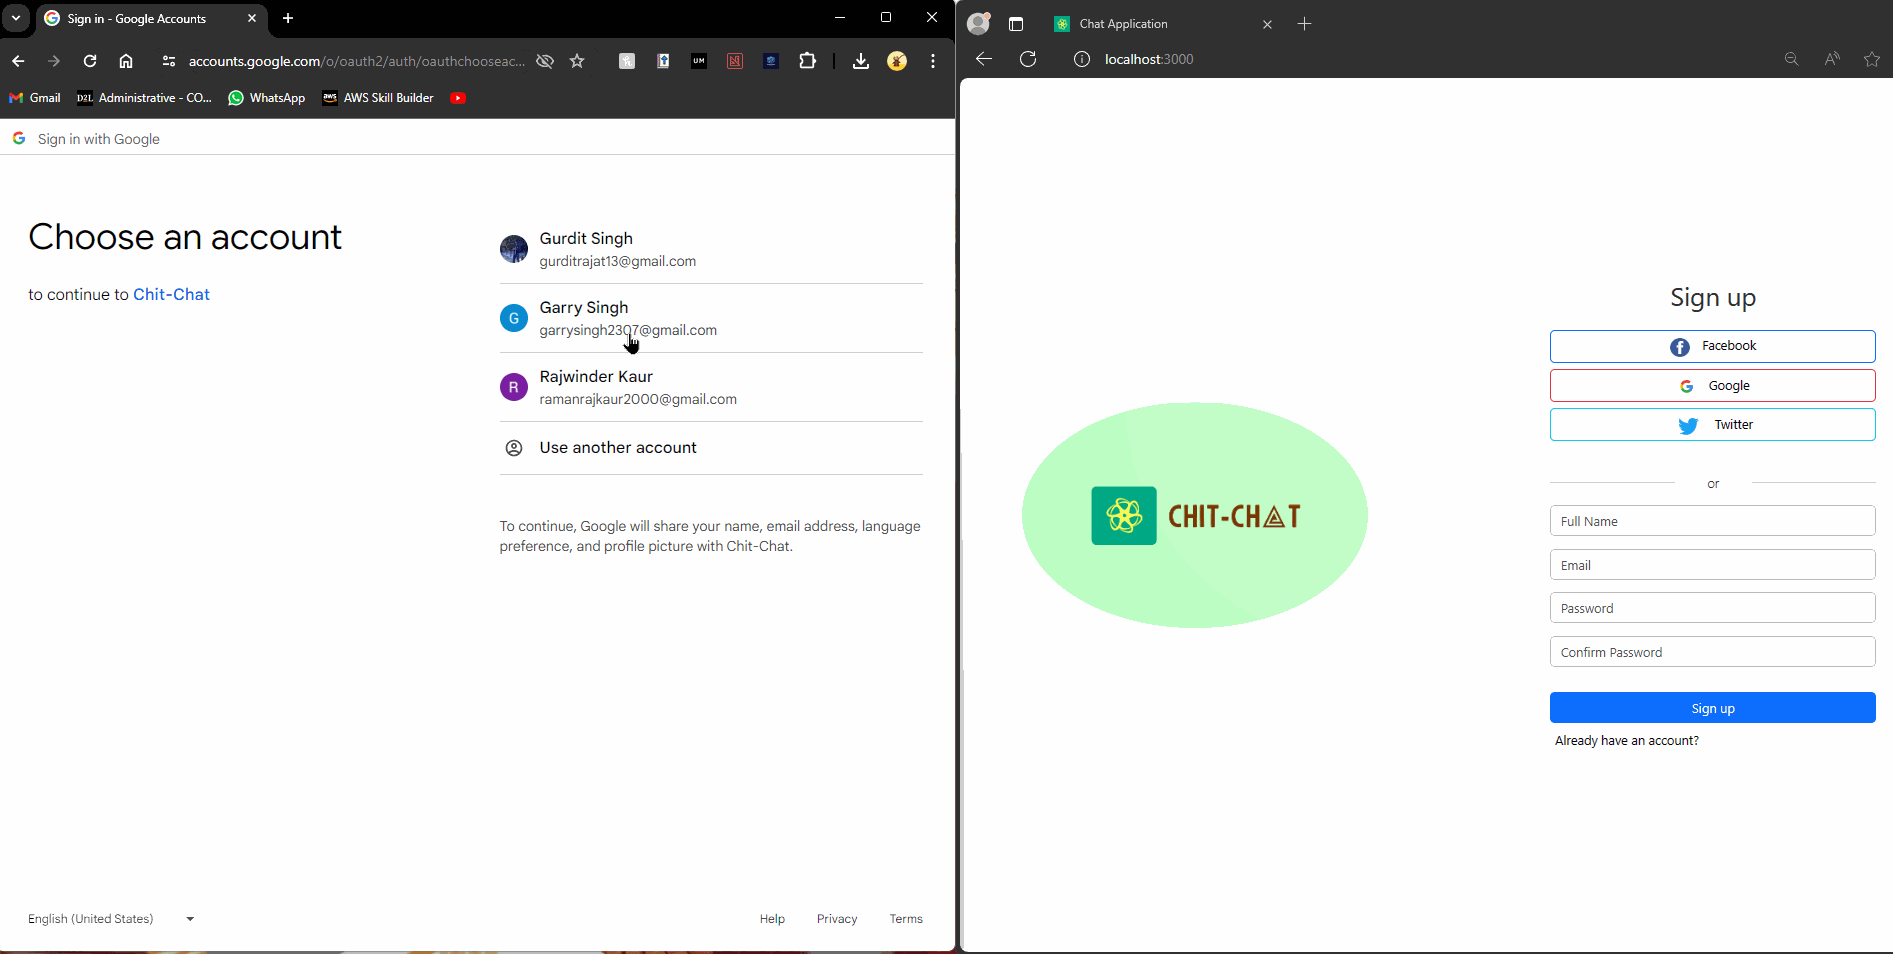 Sign in - Google Accounts
accounts.google.com/o/oauth2/auth/oauthchooseac...
UM
Gmail
D2L Administrative - CO...
WhatsApp
aws AWS Skill Builder
Sign in with Google
Choose an account
to continue to Chit-Chat
Gurdit Singh
gurditrajat13@gmail.com
G
Garry Singh
garrysingh2307@gmail.com
R
Rajwinder Kaur
ramanrajkaur2000@gmail.com
Use another account
To continue, Google will share your name, email address, language
preference, and profile picture with Chit-Chat.
English (United States)
Help
Privacy
Terms
Chat Application
localhost:3000
CHIT-CHAT
Sign up
Facebook
Google
Twitter
or
Full Name
Email
Password
Confirm Password
Sign up
Already have an account?